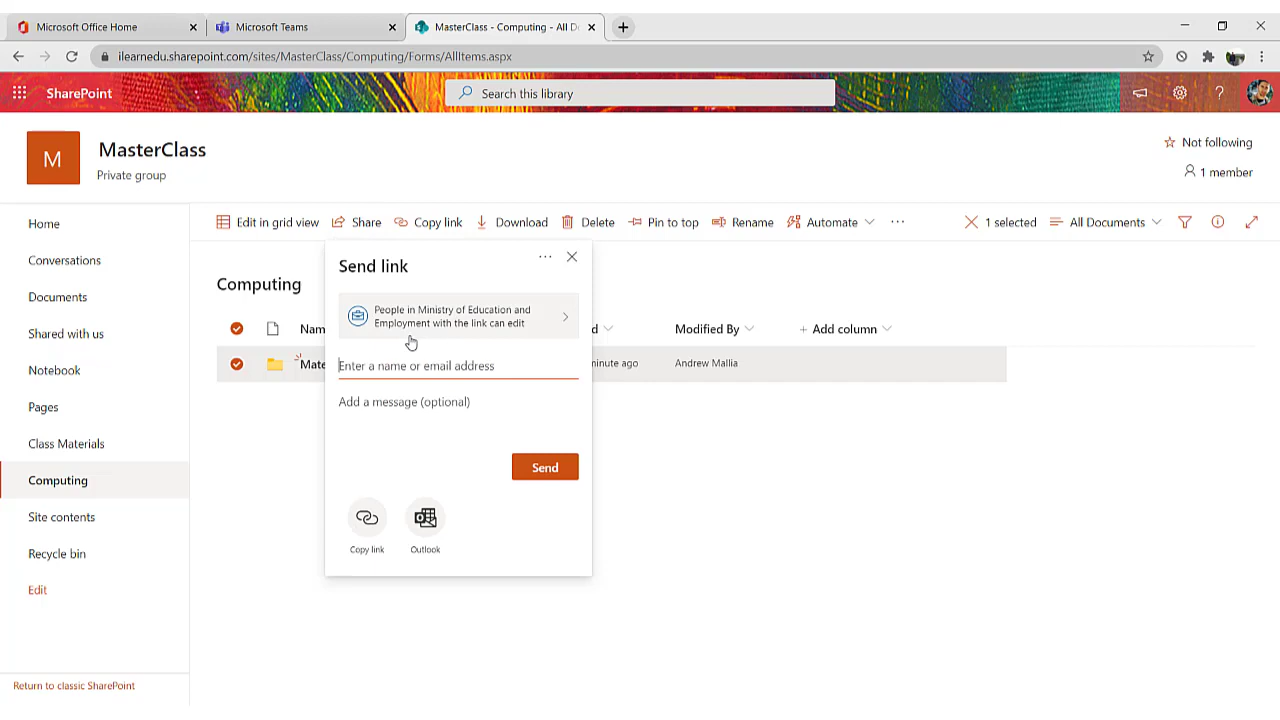 Microsoft Office Home
Microsoft Teams
MasterClass - Computing - All D
ilearnedu.sharepoint.com/sites/MasterClass/Computing/Forms/AllItems.aspx
SharePoint
Search this library
?
M
MasterClass
Private group
Not following
1 member
Home
Conversations
Documents
Shared with us
Notebook
Pages
Class Materials
Computing
Site contents
Recycle bin
Edit
Return to classic SharePoint
Edit in grid view
Share
Copy link
Download
Delete
Pin to top
Rename
Automate
1 selected
All Documents
Computing
Nam
d
Modified By
+ Add column
Mate
minute ago
Andrew Mallia
Send link
People in Ministry of Education and
Employment with the link can edit
Enter a name or email address
Add a message (optional)
Send
Copy link
Outlook